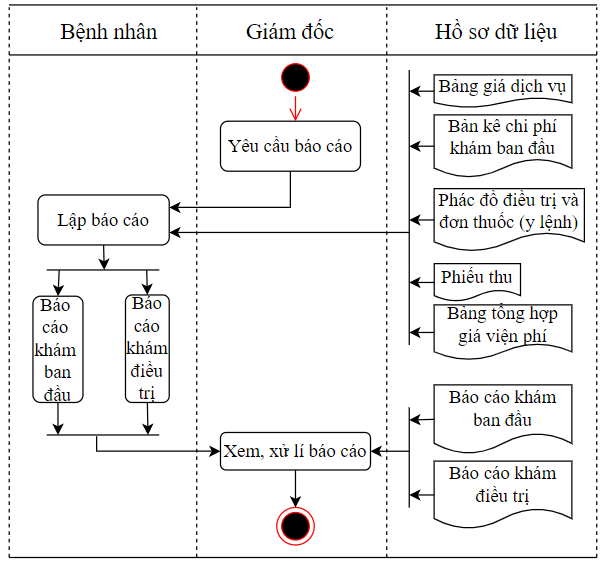 Bệnh nhân
Giám đốc
Hồ sơ dữ liệu
Yêu cầu báo cáo
Lập báo cáo
Báo
cáo
khám
ban
đầu
Báo
cáo
khám
điều
trị
Xem, xử lí báo cáo
Bảng giá dịch vụ
Bản kê chi phí
khám ban đầu
Phác đồ điều trị và
đơn thuốc (y lệnh)
Phiếu thu
Bảng tổng hợp
giá viện phí
Báo cáo khám
ban đầu
Báo cáo khám
điều trị